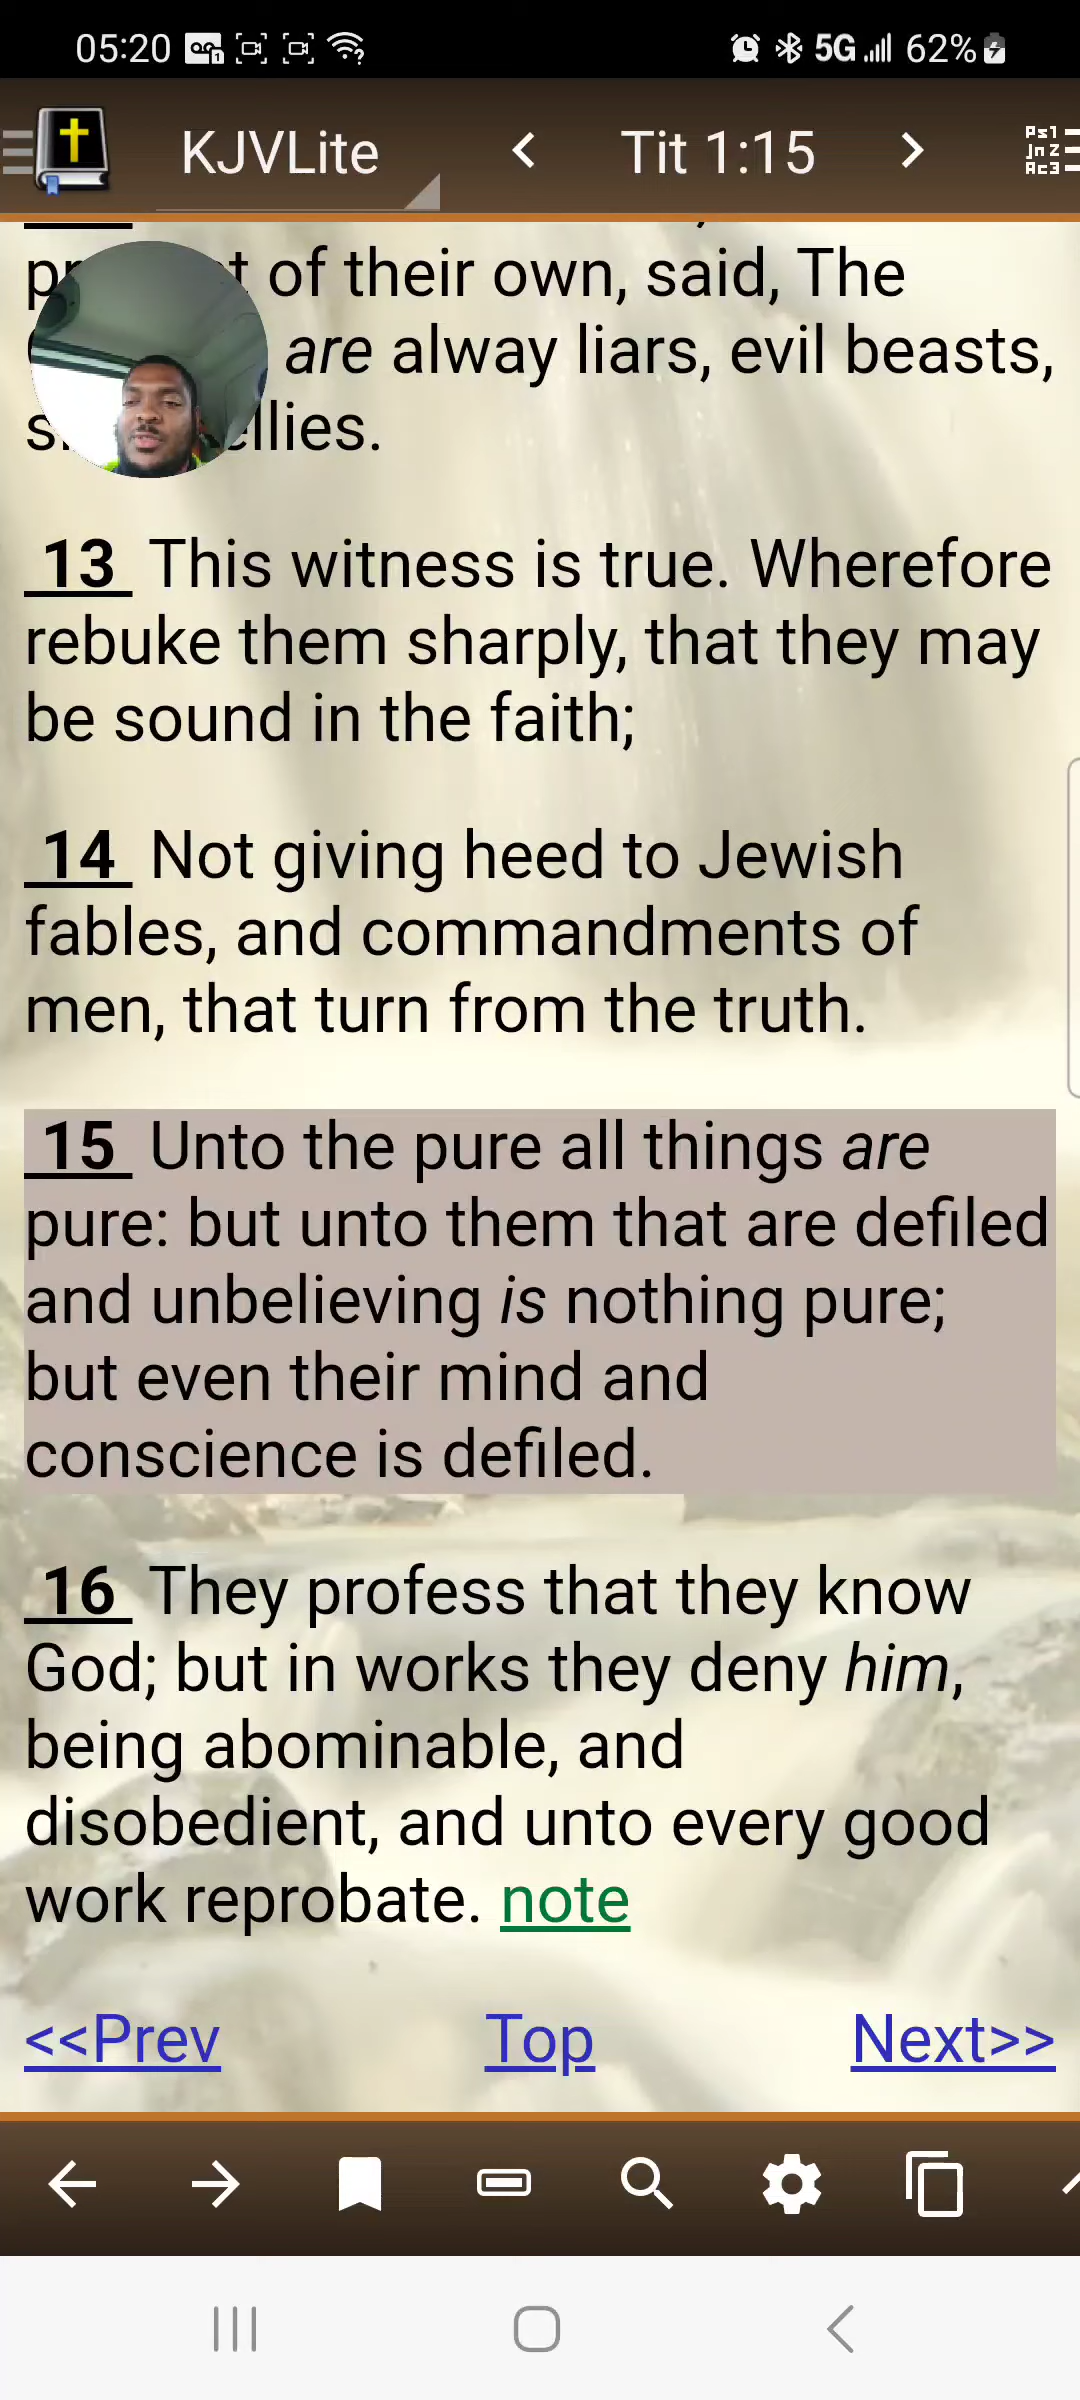 05:20 5G 62%
KJVLite < Tit 1:15 > Ps1 Jn2 Ac3
of their own, said, The
are alway liars, evil beasts,
13 This witness is true. Wherefore
rebuke them sharply, that they may
be sound in the faith;
14 Not giving heed to Jewish
fables, and commandments of
men, that turn from the truth.
15 Unto the pure all things are
pure: but unto them that are defiled
and unbelieving is nothing pure;
but even their mind and
conscience is defiled.
16 They profess that they know
God; but in works they deny him,
being abominable, and
disobedient, and unto every good
work reprobate. note
<<Prev Top Next>>